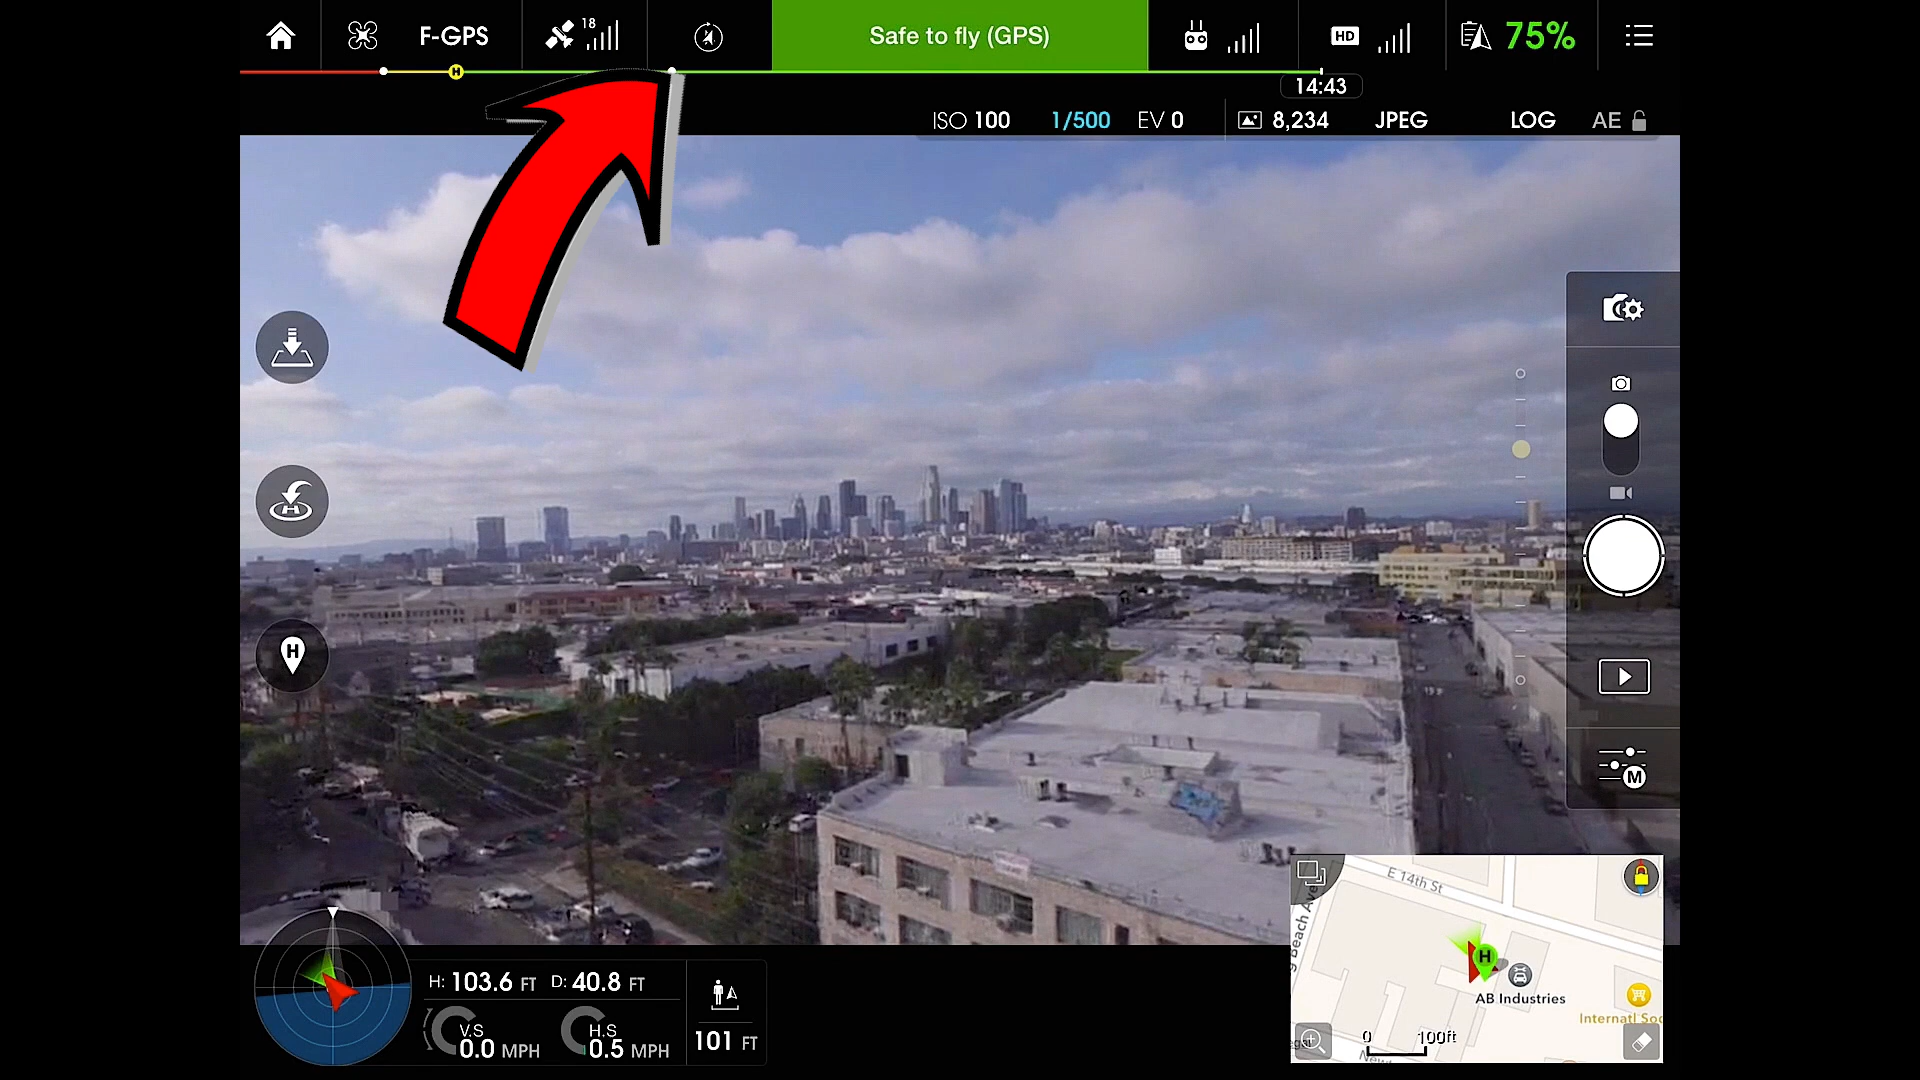 F-GPS
18
Safe to fly (GPS)
HD
75%
H
14:43
ISO 100
1/500
EV 0
8,234
JPEG
LOG
AE
H
H
M
H: 103.6 FT D: 40.8 FT
V.S
0.0 MPH
H.S
0.5 MPH
101 FT
E 14th St
g Beach Ave
H
AB Industries
Internatl Soc
0 100ft